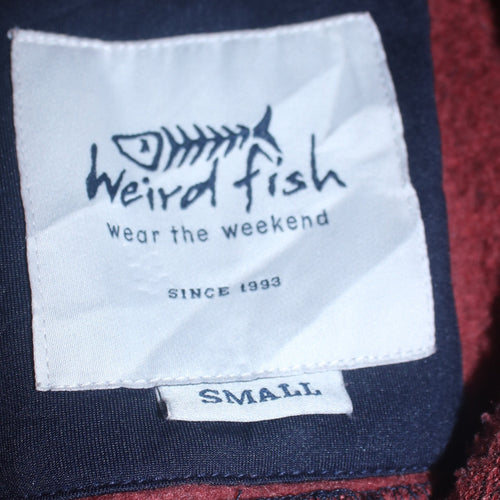 weird fish
wear the weekend
SINCE 1993
SMALL